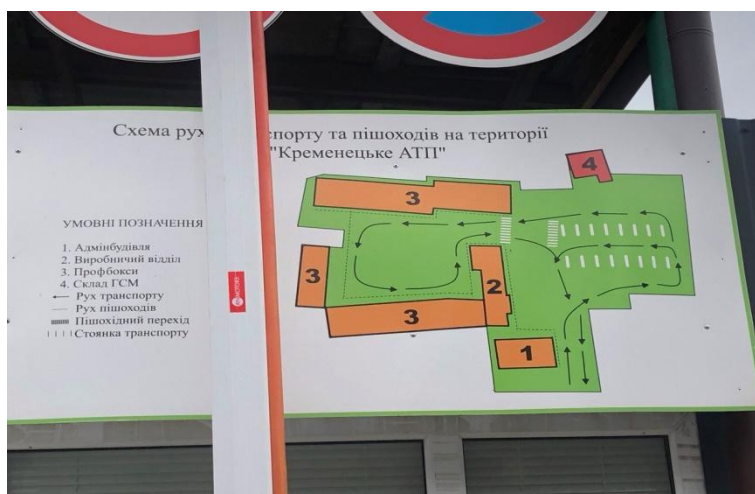 Схема рух спорту та пішоходів на території
"Кременецьке АТП"
УМОВНІ ПОЗНАЧЕННЯ
1. Адмінбудівля
2. Виробничий відділ
3. Профбокси
4. Склад ГСМ
Рух транспорту
Рух пішоходів
Пішохідний перехід
Стоянка транспорту
4
3
3
2
3
1